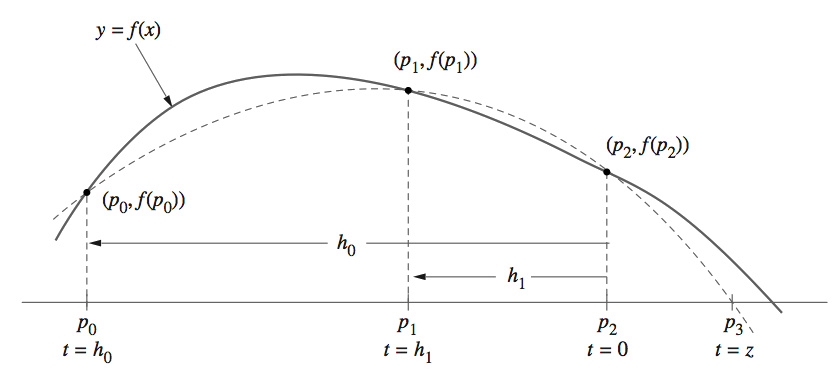 y = f(x)
(p₁, f(p₁))
(p₂, f(p₂))
(p₀, f(p₀))
h₀
h₁
p₀ p₁ p₂ p₃
t = h₀ t = h₁ t = 0 t = z